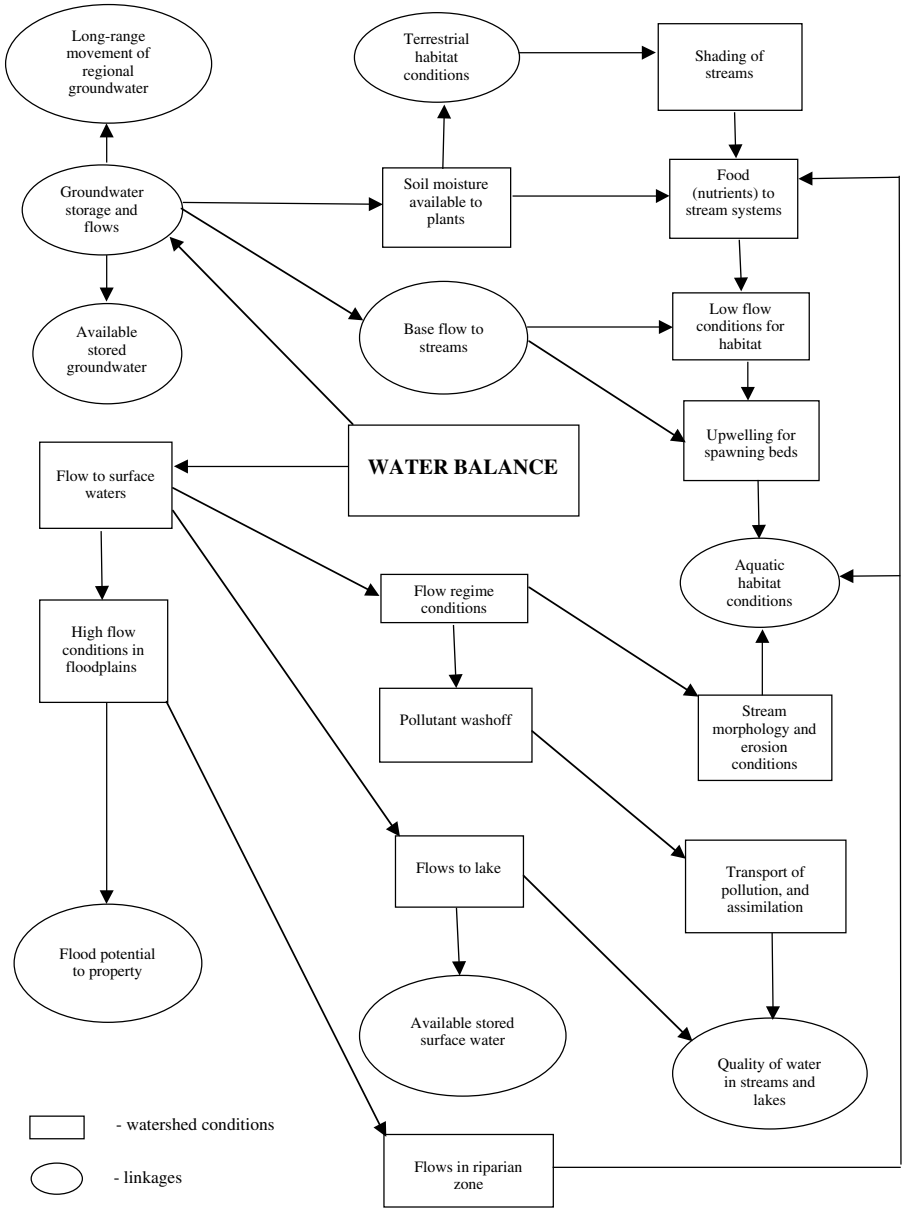 Long-range
movement of
regional
groundwater
Terrestrial
habitat
conditions
Shading of
streams
Groundwater
storage and
flows
Soil moisture
available to
plants
Food
(nutrients) to
stream systems
Available
stored
groundwater
Base flow to
streams
Low flow
conditions for
habitat
Upwelling for
spawning beds
WATER BALANCE
Flow to surface
waters
Flow regime
conditions
Aquatic
habitat
conditions
High flow
conditions in
floodplains
Pollutant washoff
Stream
morphology and
erosion
conditions
Flows to lake
Transport of
pollution, and
assimilation
Flood potential
to property
Available stored
surface water
Quality of water
in streams and
lakes
- watershed conditions
- linkages
Flows in riparian
zone